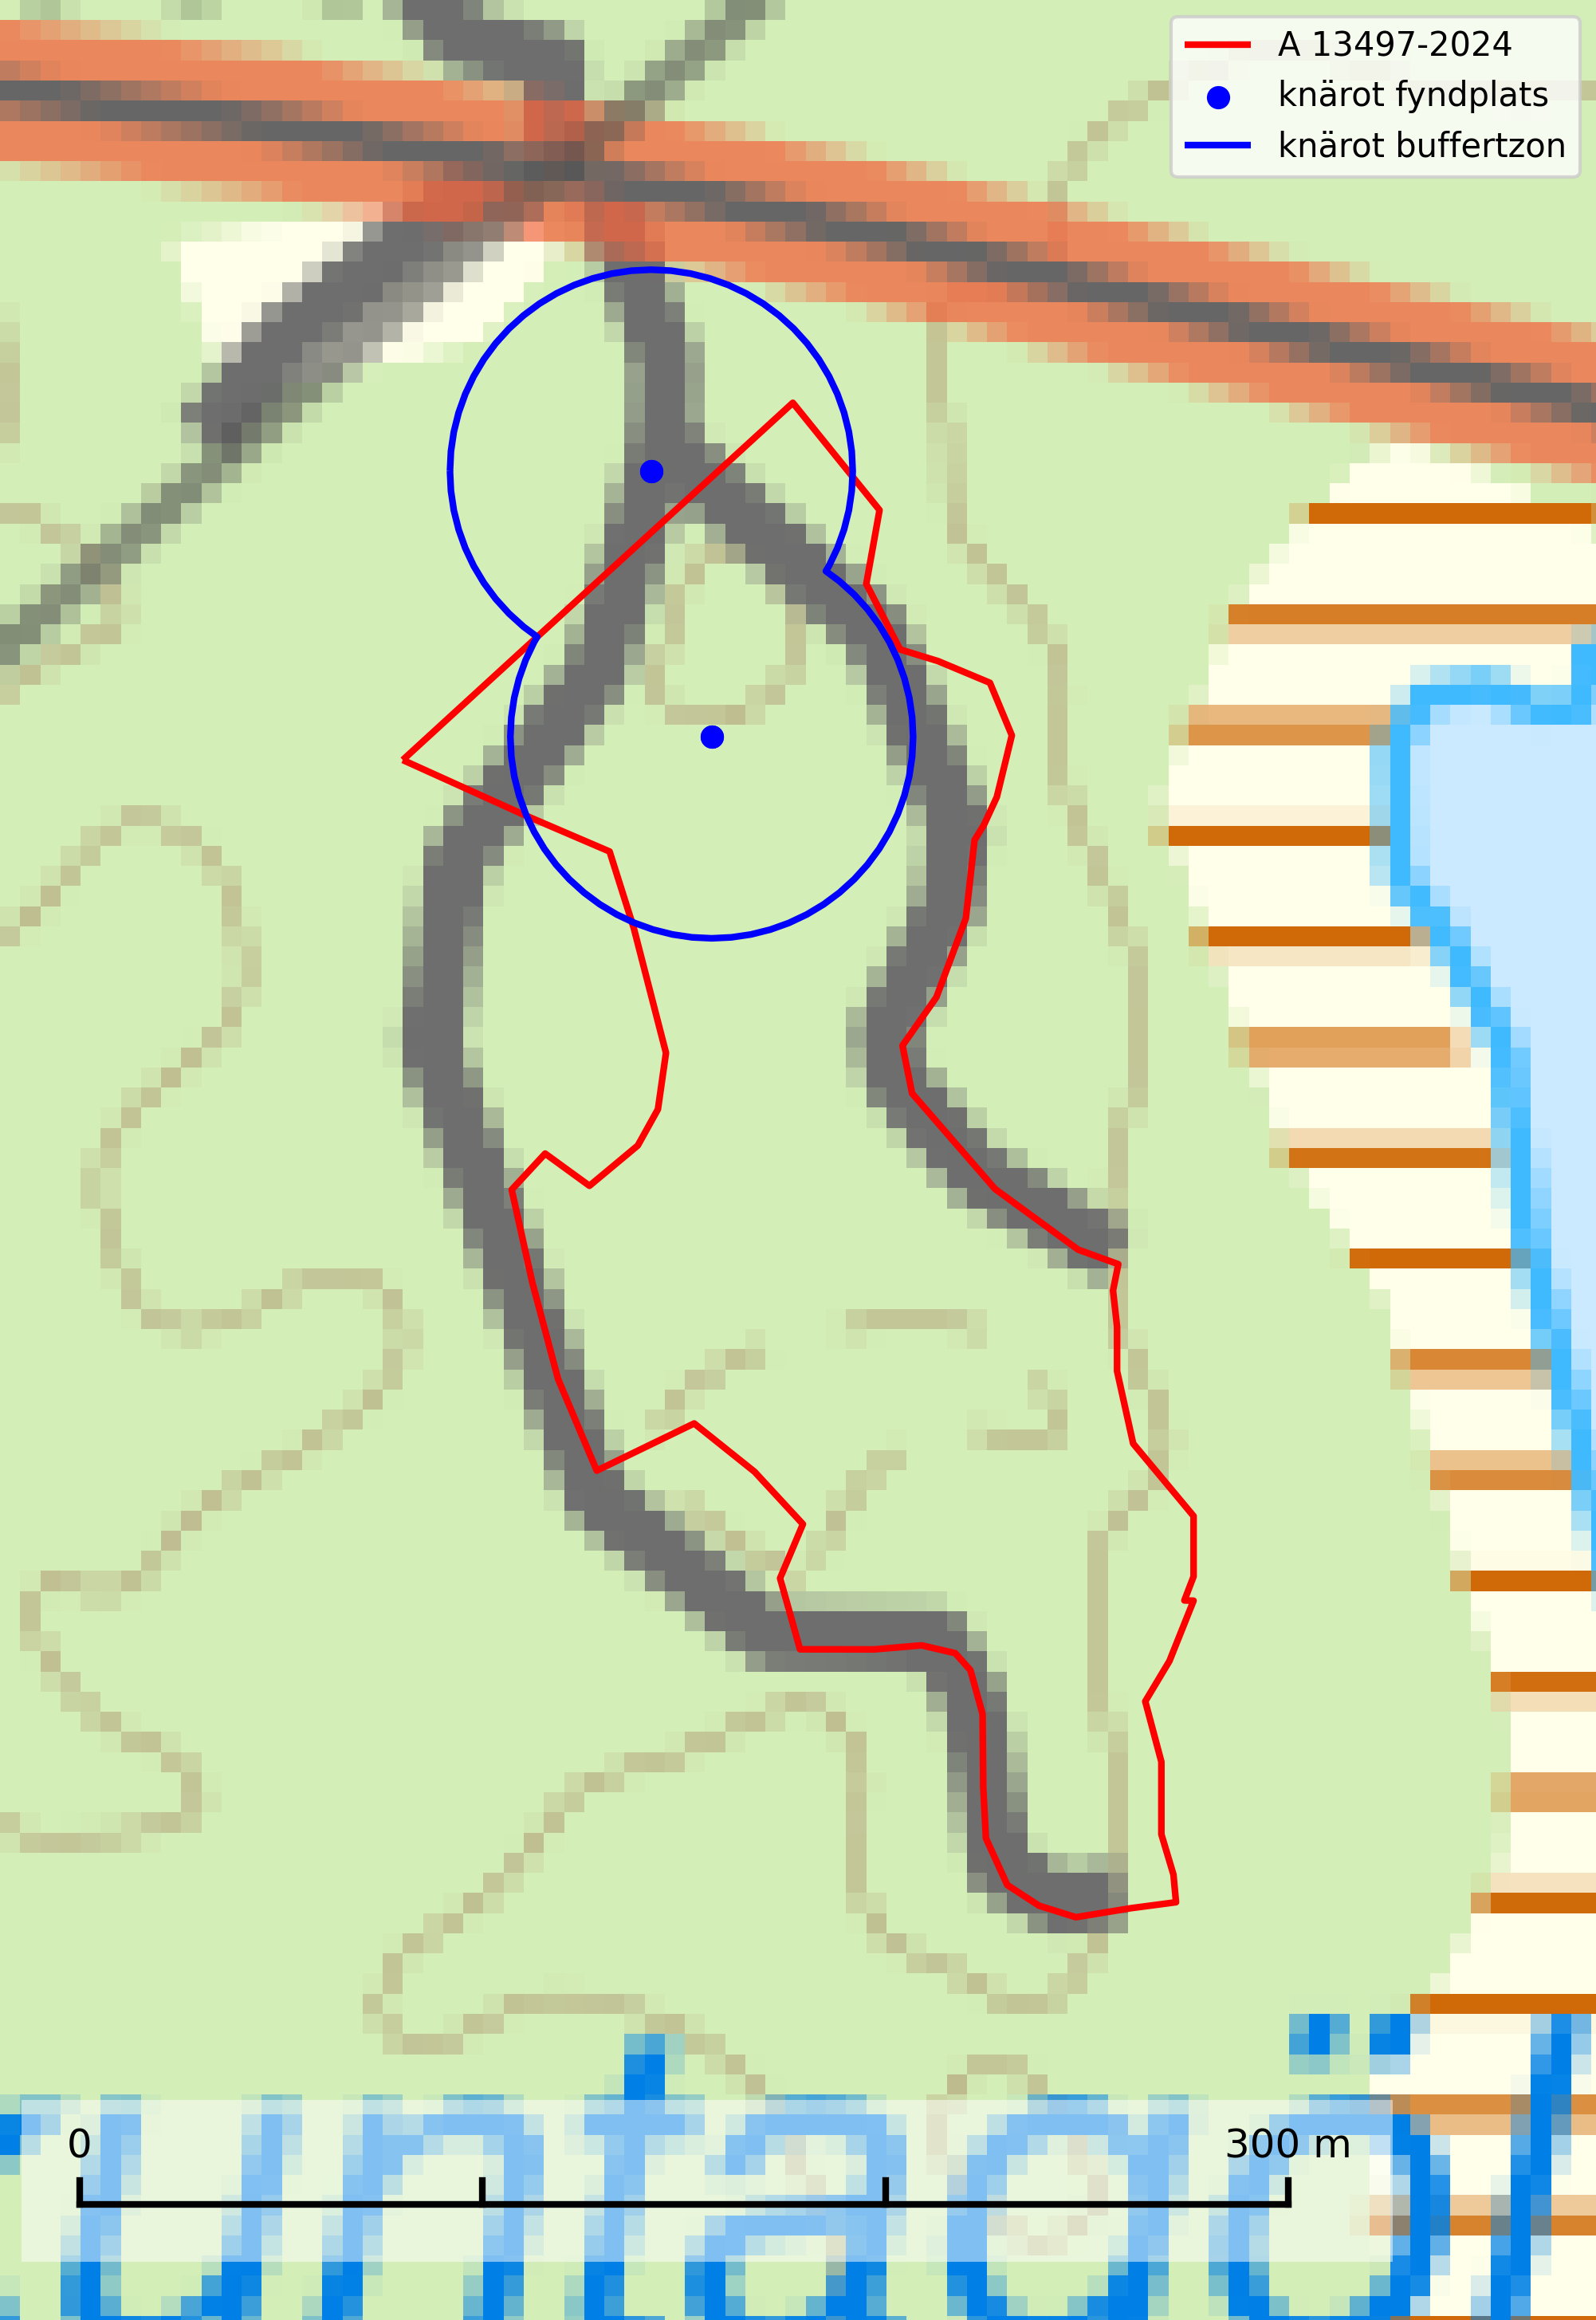 A 13497-2024
knärot fyndplats
knärot buffertzon
0
300 m